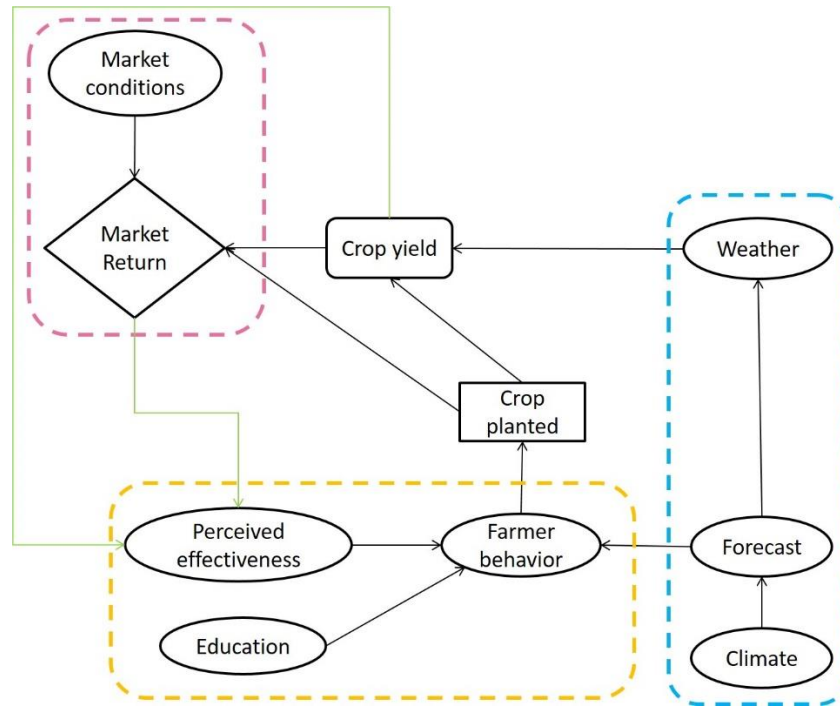 Market
conditions
Market
Return
Crop yield
Weather
Crop
planted
Perceived
effectiveness
Farmer
behavior
Forecast
Education
Climate